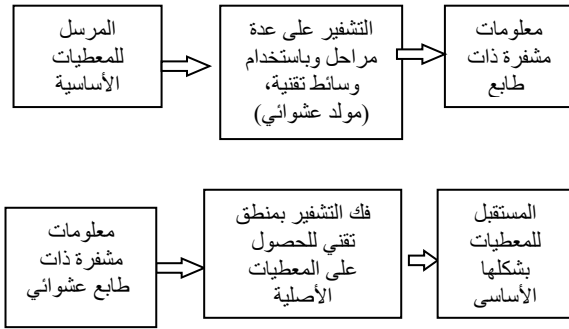 المرسل
للمعطيات
الأساسية
التشفير على عدة
مراحل وباستخدام
وسائط تقنية،
(مولد عشوائي)
معلومات
مشفرة ذات
طابع
معلومات
مشفرة ذات
طابع عشوائي
فك التشفير بمنطق
تقني للحصول
على المعطيات
الأصلية
المستقبل
للمعطيات
بشكلها
الأساسي